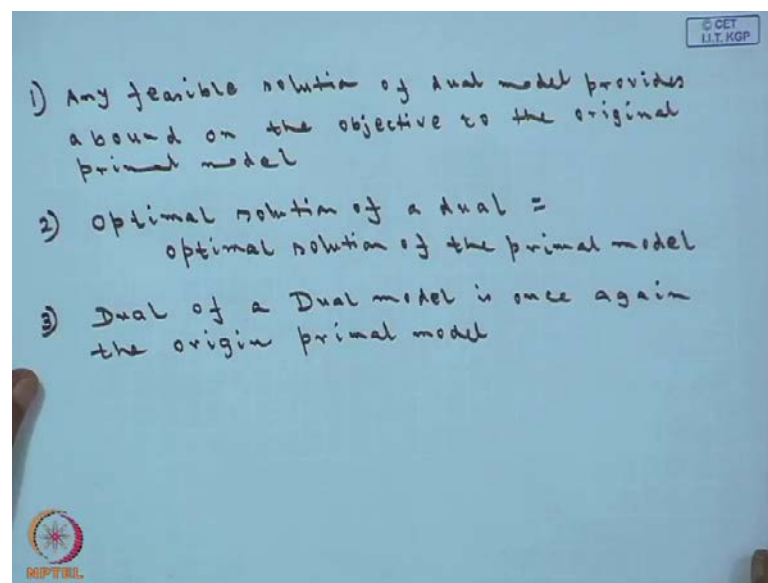 © CET
I.I.T. KGP
1) Any feasible solution of dual model provides
a bound on the objective to the original
primal model
2) Optimal solution of a dual =
optimal solution of the primal model
3) Dual of a Dual model is once again
the origin primal model
NPTEL